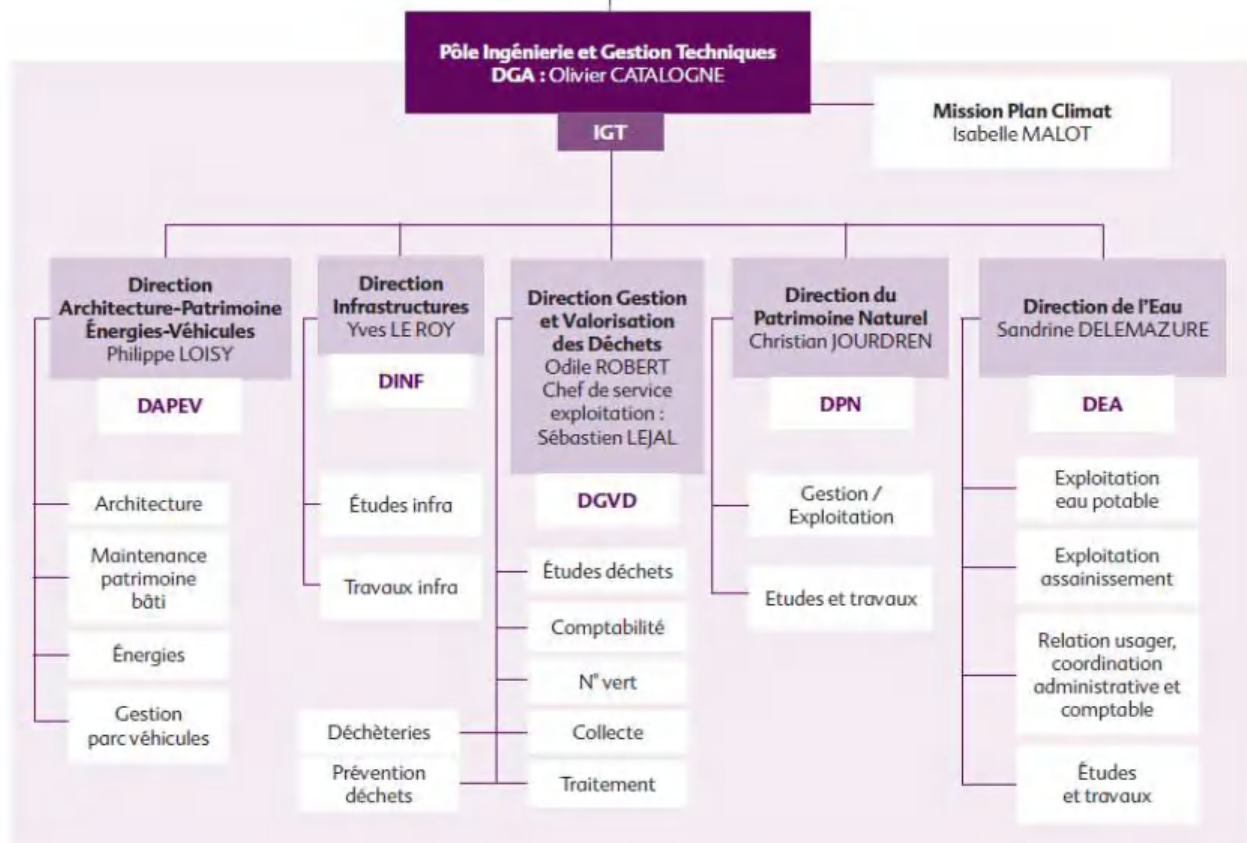 Pôle Ingénierie et Gestion Techniques
DGA : Olivier CATALOGNE
IGT
Mission Plan Climat
Isabelle MALOT
Direction
Architecture-Patrimoine
Énergies-Véhicules
Philippe LOISY
DAPEV
Architecture
Maintenance
patrimoine
bâti
Énergies
Gestion
parc véhicules
Direction
Infrastructures
Yves LE ROY
DINF
Études infra
Travaux infra
Direction Gestion
et Valorisation
des Déchets
Odile ROBERT
Chef de service
exploitation :
Sébastien LEJAL
DGVD
Études déchets
Comptabilité
N° vert
Déchèteries
Collecte
Prévention
déchets
Traitement
Direction du
Patrimoine Naturel
Christian JOURDREN
DPN
Gestion /
Exploitation
Etudes et travaux
Direction de l'Eau
Sandrine DELEMAZURE
DEA
Exploitation
eau potable
Exploitation
assainissement
Relation usager,
coordination
administrative et
comptable
Études
et travaux